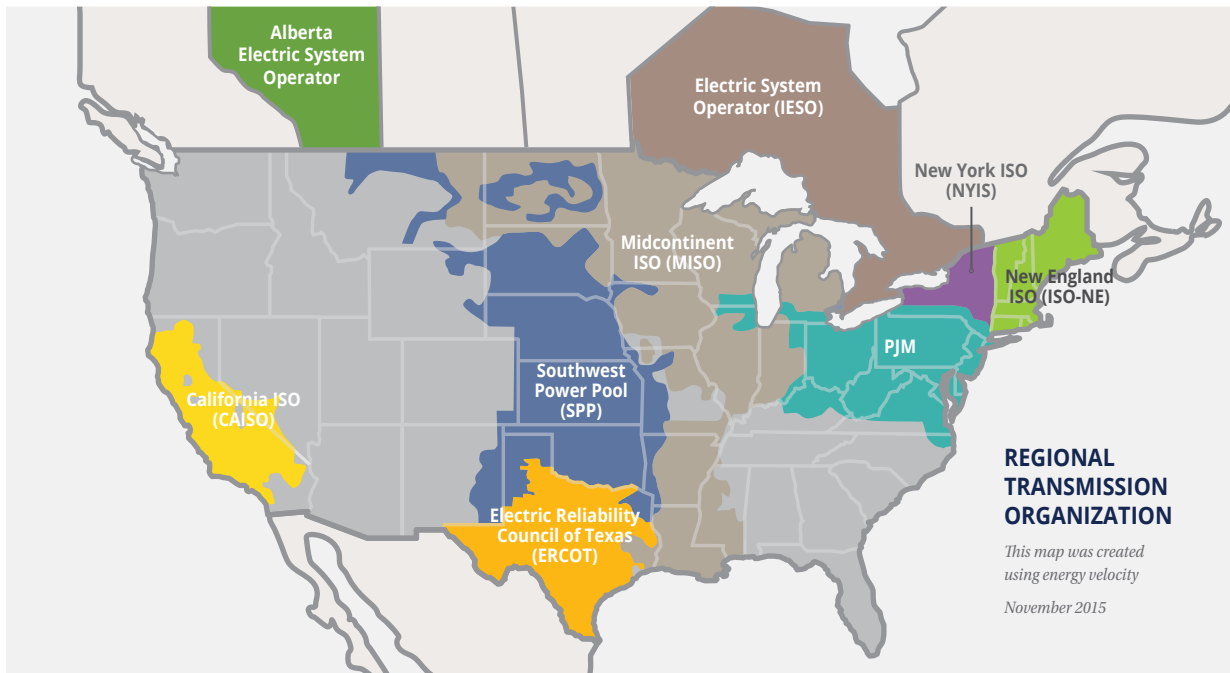 Alberta
Electric System
Operator
Electric System
Operator (IESO)
New York ISO
(NYIS)
Midcontinent
ISO (MISO)
New England
ISO (ISO-NE)
PJM
Southwest
Power Pool
(SPP)
California ISO
(CAISO)
Electric Reliability
Council of Texas
(ERCOT)
REGIONAL
TRANSMISSION
ORGANIZATION
This map was created
using energy velocity
November 2015